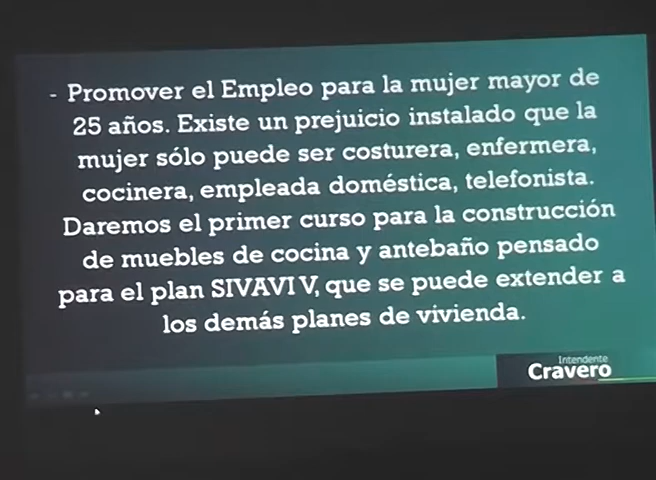 - Promover el Empleo para la mujer mayor de
25 años. Existe un prejuicio instalado que la
mujer sólo puede ser costurera, enfermera,
cocinera, empleada doméstica, telefonista.
Daremos el primer curso para la construcción
de muebles de cocina y antebaño pensado
para el plan SIVAVI V, que se puede extender a
los demás planes de vivienda.
Intendente
Cravero